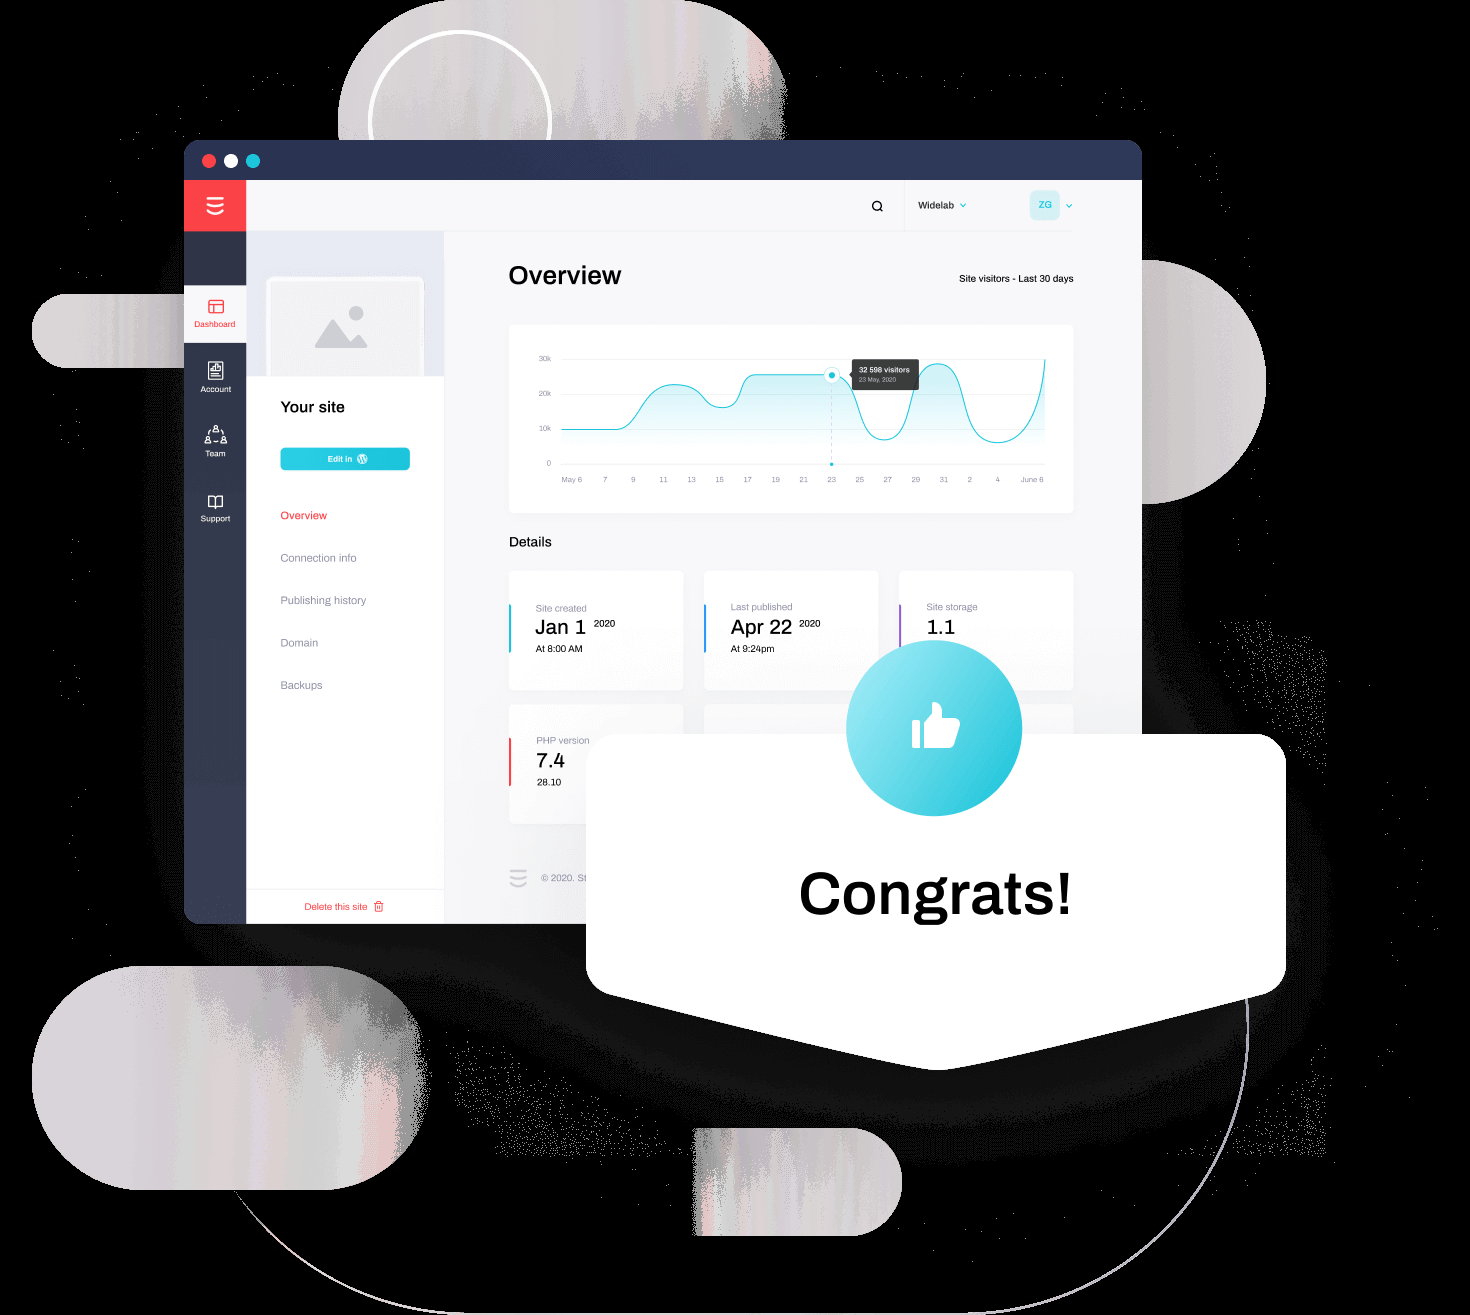 Widelab
ZG
Dashboard
Account
Team
Support
Your site
Edit in
Overview
Connection info
Publishing history
Domain
Backups
Delete this site
Overview
Site visitors - Last 30 days
30k
20k
10k
0
32 598 visitors
23 May, 2020
May 6 7 9 11 13 15 17 19 21 23 25 27 29 31 2 4 June 6
Details
Site created
Jan 1 2020
At 8:00 AM
Last published
Apr 22 2020
At 9:24pm
Site storage
1.1
PHP version
7.4
28.10
© 2020. St
Congrats!